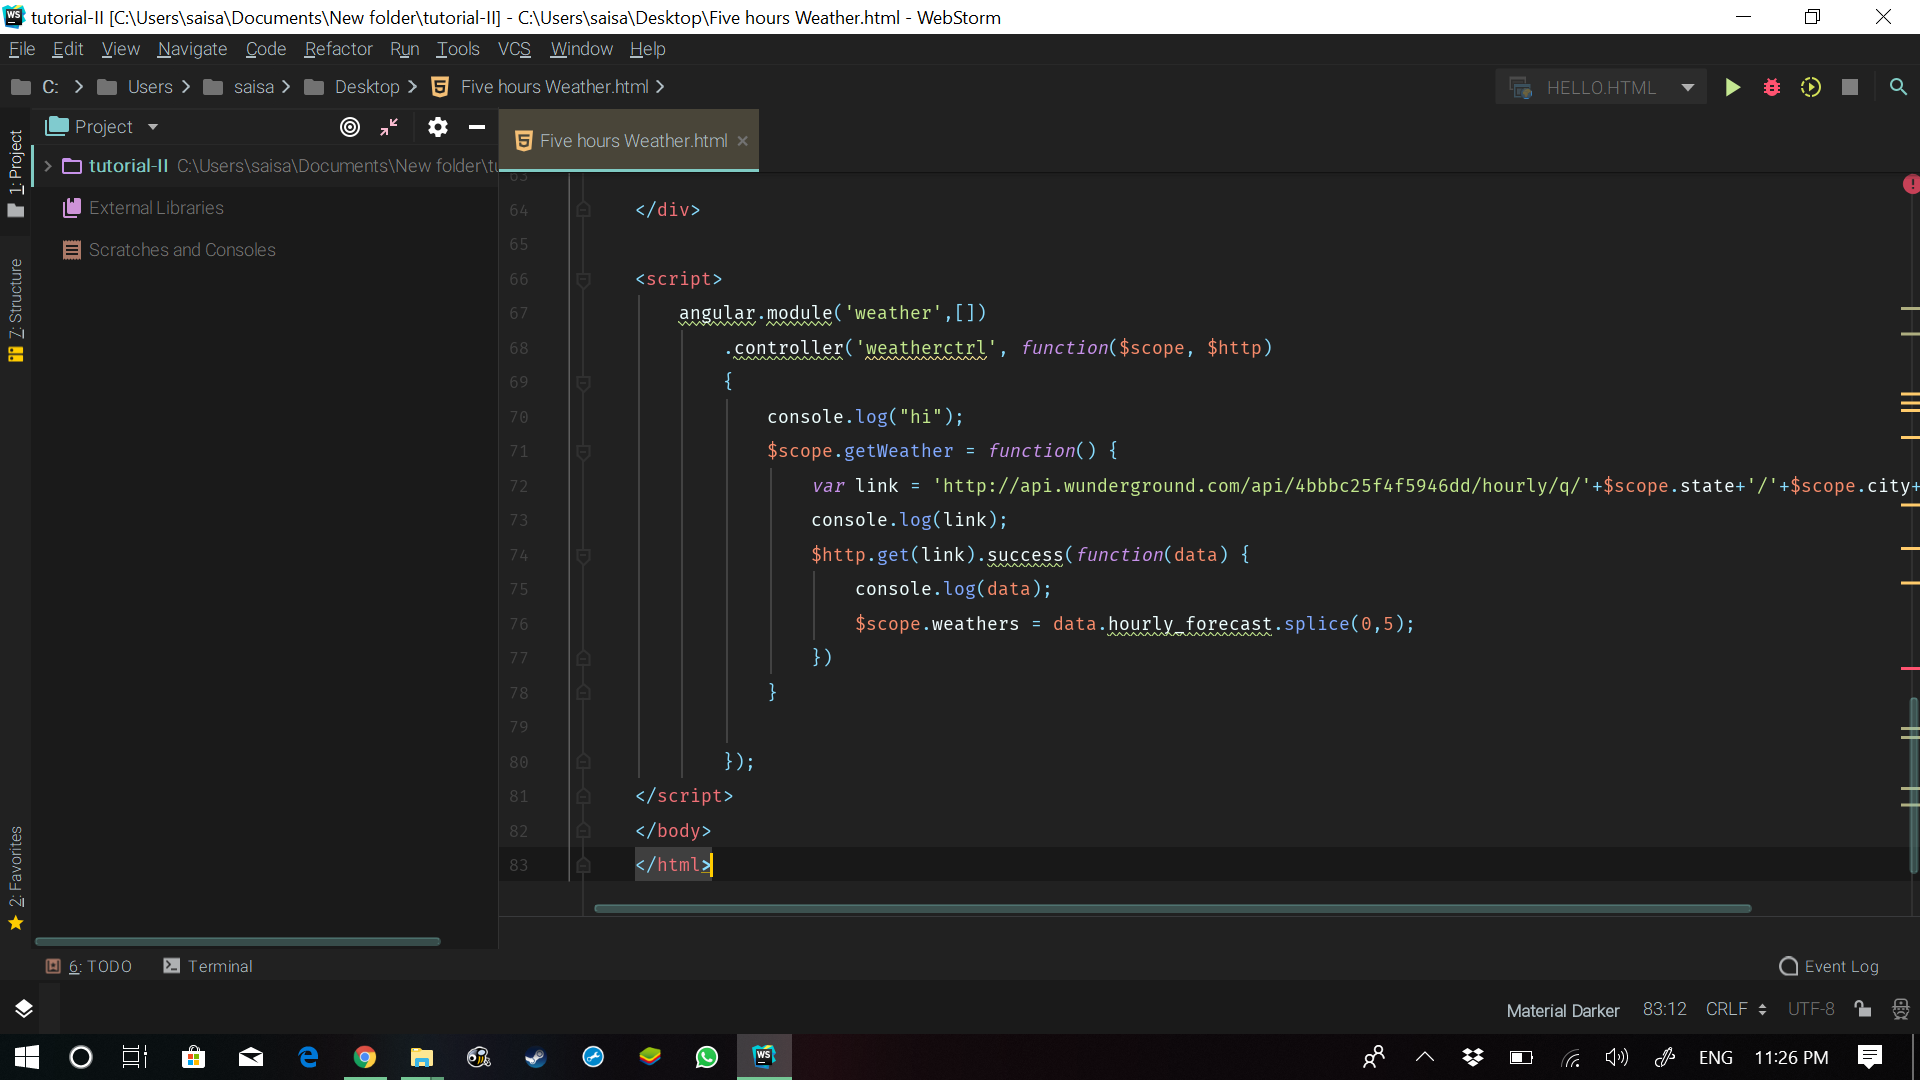 WS tutorial-II [C:\Users\saisa\Documents\New folder\tutorial-II] - C:\Users\saisa\Desktop\Five hours Weather.html - WebStorm
File Edit View Navigate Code Refactor Run Tools VCS Window Help
C: Users saisa Desktop Five hours Weather.html HELLO.HTML
Project
Five hours Weather.html
1: Project
tutorial-II C:\Users\saisa\Documents\New folder\tu
External Libraries
Scratches and Consoles
7: Structure
2: Favorites
63
64 </div>
65
66 <script>
67 angular.module('weather',[])
68 .controller('weatherctrl', function($scope, $http)
69 {
70 console.log("hi");
71 $scope.getWeather = function() {
72 var link = 'http://api.wunderground.com/api/4bbbc25f4f5946dd/hourly/q/'+$scope.state+'/'+$scope.city+
73 console.log(link);
74 $http.get(link).success(function(data) {
75 console.log(data);
76 $scope.weathers = data.hourly_forecast.splice(0,5);
77 })
78 }
79
80 });
81 </script>
82 </body>
83 </html>
6: TODO Terminal Event Log
Material Darker 83:12 CRLF UTF-8
WS ENG 11:26 PM